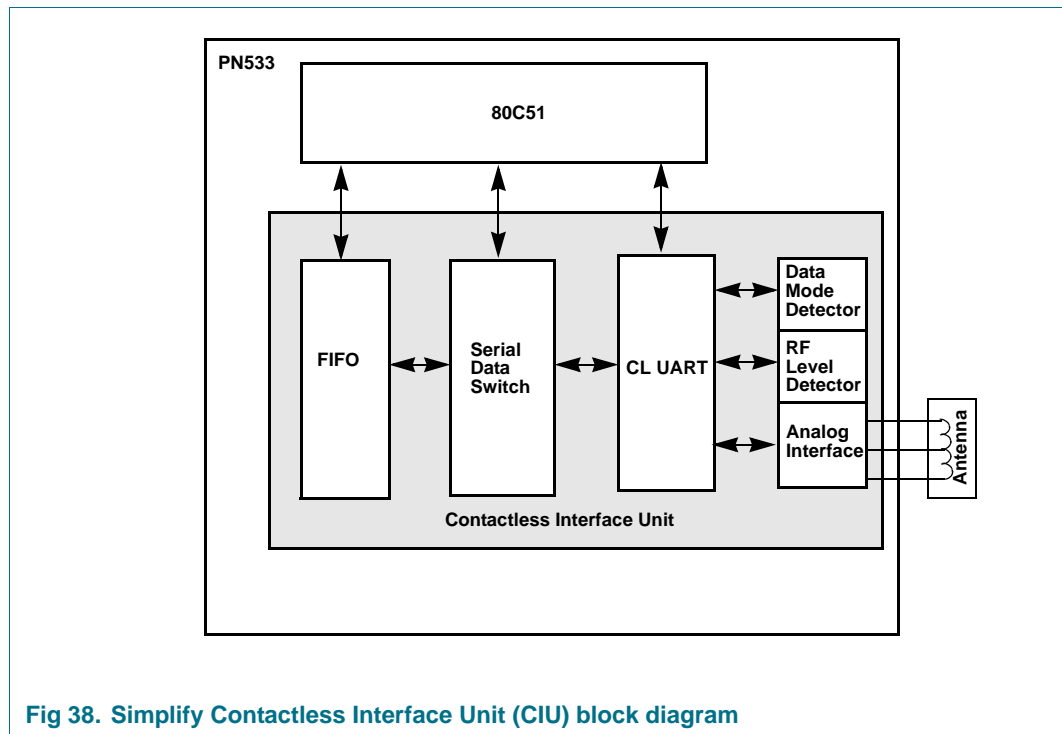 PN533
80C51
FIFO
Serial
Data
Switch
CL UART
Data
Mode
Detector
RF
Level
Detector
Analog
Interface
Antenna
Contactless Interface Unit
Fig 38. Simplify Contactless Interface Unit (CIU) block diagram